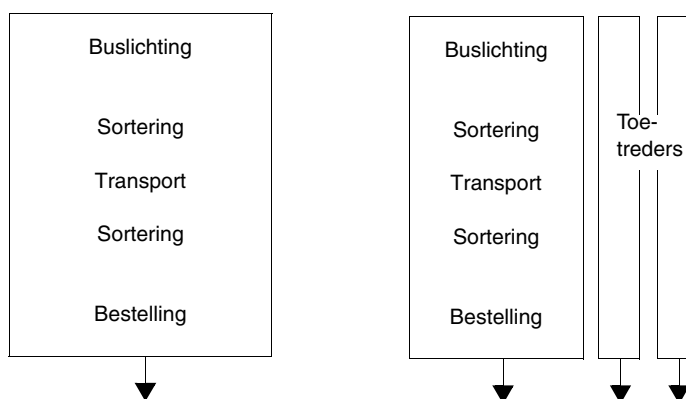 Buslichting
Sortering
Transport
Sortering
Bestelling
Buslichting
Sortering
Transport
Sortering
Bestelling
Toe-
treders